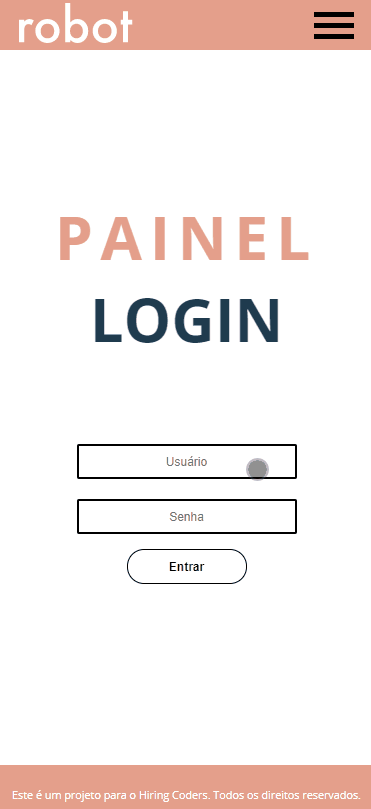 robot
PAINEL
LOGIN
Usuário
Senha
Entrar
Este é um projeto para o Hiring Coders. Todos os direitos reservados.